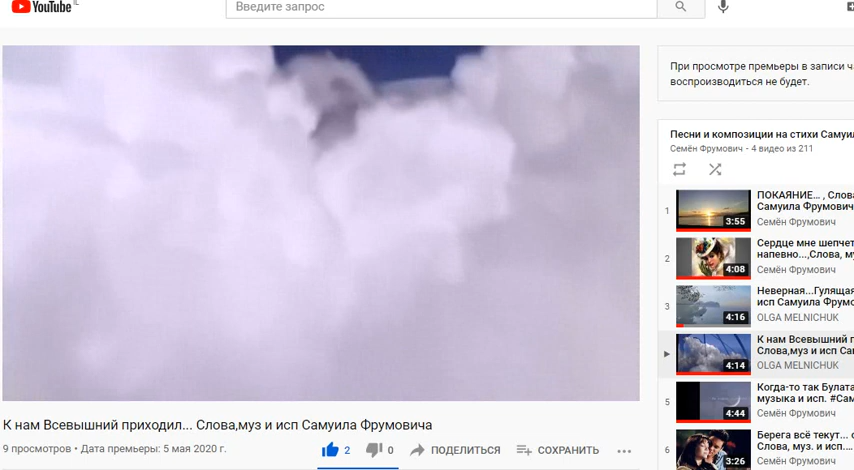 YouTube IL
Введите запрос
При просмотре премьеры в записи
воспроизводиться не будет.
Песни и композиции на стихи
Семён Фрумович - 4 видео из 211
1
3:55
ПОКАЯНИЕ... ,
Самуила Фрумович
Семён Фрумович
2
4:08
Сердце мне шепчет
напевно...,Слова,
Семён Фрумович
3
4:16
Неверная...Гулящая
исп Самуила
OLGA MELNICHUK
4:14
К нам Всевышний
Слова,муз и исп
OLGA MELNICHUK
5
4:44
Когда-то так Булата
музыка и исп.
Семён Фрумович
6
3:26
Берега всё текут...
Слова, муз. и исп....
Семён Фрумович
К нам Всевышний приходил... Слова,муз и исп Самуила Фрумовича
9 просмотров • Дата премьеры: 5 мая 2020 г.
2
0
ПОДЕЛИТЬСЯ
СОХРАНИТЬ